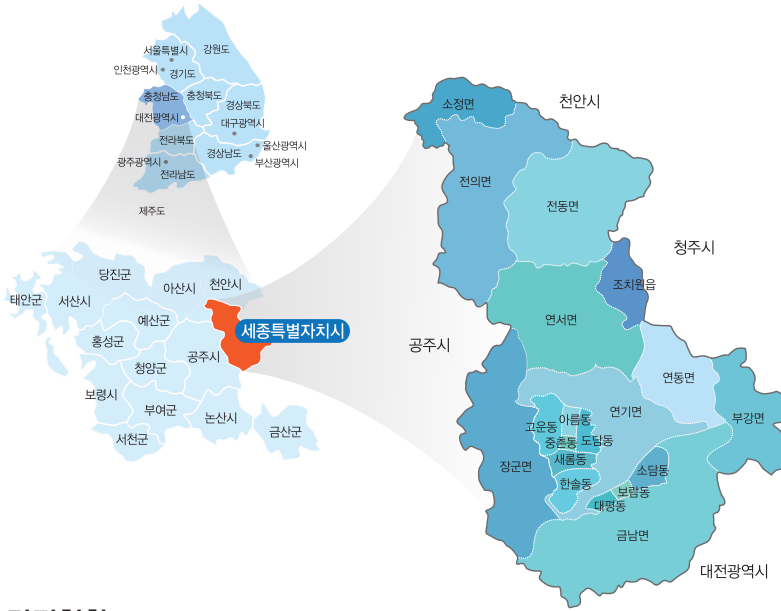 서울특별시
강원도
인천광역시
경기도
충청남도
충청북도
경상북도
대전광역시
대구광역시
전라북도
울산광역시
경상남도
광주광역시
부산광역시
전라남도
제주도
당진군
아산시
천안시
태안군
서산시
예산군
세종특별자치시
홍성군
공주시
청양군
보령시
부여군
논산시
서천군
금산군
천안시
소정면
전의면
전동면
청주시
조치원읍
연서면
공주시
연동면
연기면
부강면
고운동
아름동
중촌동
도담동
새롬동
장군면
한솔동
소담동
보람동
대평동
금남면
대전광역시